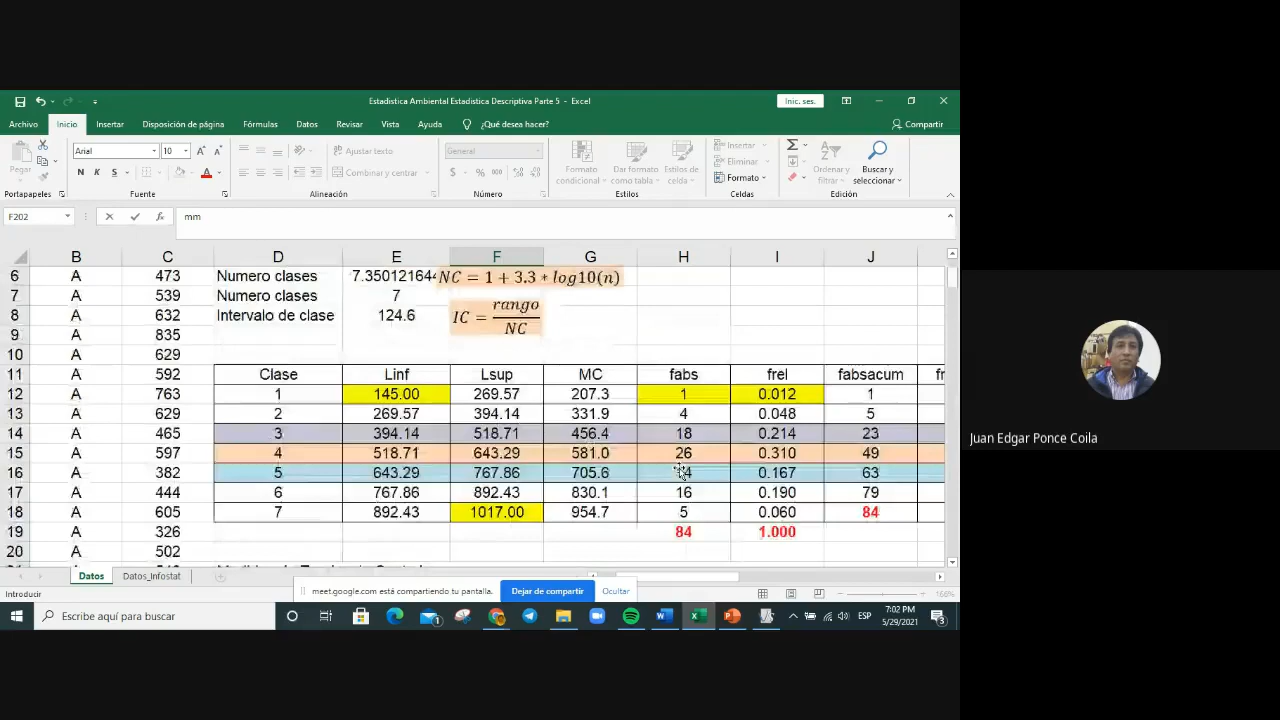 Estadistica Ambiental Estadistica Descriptiva Parte 5 - Excel
Inic. ses.
Archivo Inicio Insertar Disposición de página Fórmulas Datos Revisar Vista Ayuda ¿Qué desea hacer? Compartir
Pegar Arial 10 Ajustar texto General Formato condicional Dar formato como tabla Estilos de celda Insertar Ordenar y filtrar Buscar y seleccionar
N K S Combinar y centrar $ % 000 Eliminar
Formato
Portapapeles Fuente Alineación Número Estilos Celdas Edición
F202 mm
B C D E F G H I J
6 A 473 Numero clases 7.350121644 NC = 1 + 3.3 * log10(n)
7 A 539 Numero clases 7
8 A 632 Intervalo de clase 124.6 IC = rango / NC
9 A 835
10 A 629
11 A 592 Clase Linf Lsup MC fabs frel fabsacum
12 A 763 1 145.00 269.57 207.3 1 0.012 1
13 A 629 2 269.57 394.14 331.9 4 0.048 5
14 A 465 3 394.14 518.71 456.4 18 0.214 23
15 A 597 4 518.71 643.29 581.0 26 0.310 49
16 A 382 5 643.29 767.86 705.6 0.167 63
17 A 444 6 767.86 892.43 830.1 16 0.190 79
18 A 605 7 892.43 1017.00 954.7 5 0.060 84
19 A 326 84 1.000
20 A 502
Datos Datos_Infostat
meet.google.com está compartiendo tu pantalla. Dejar de compartir Ocultar
Introducir 166%
Escribe aquí para buscar
ESP 7:02 PM
5/29/2021
Juan Edgar Ponce Coila